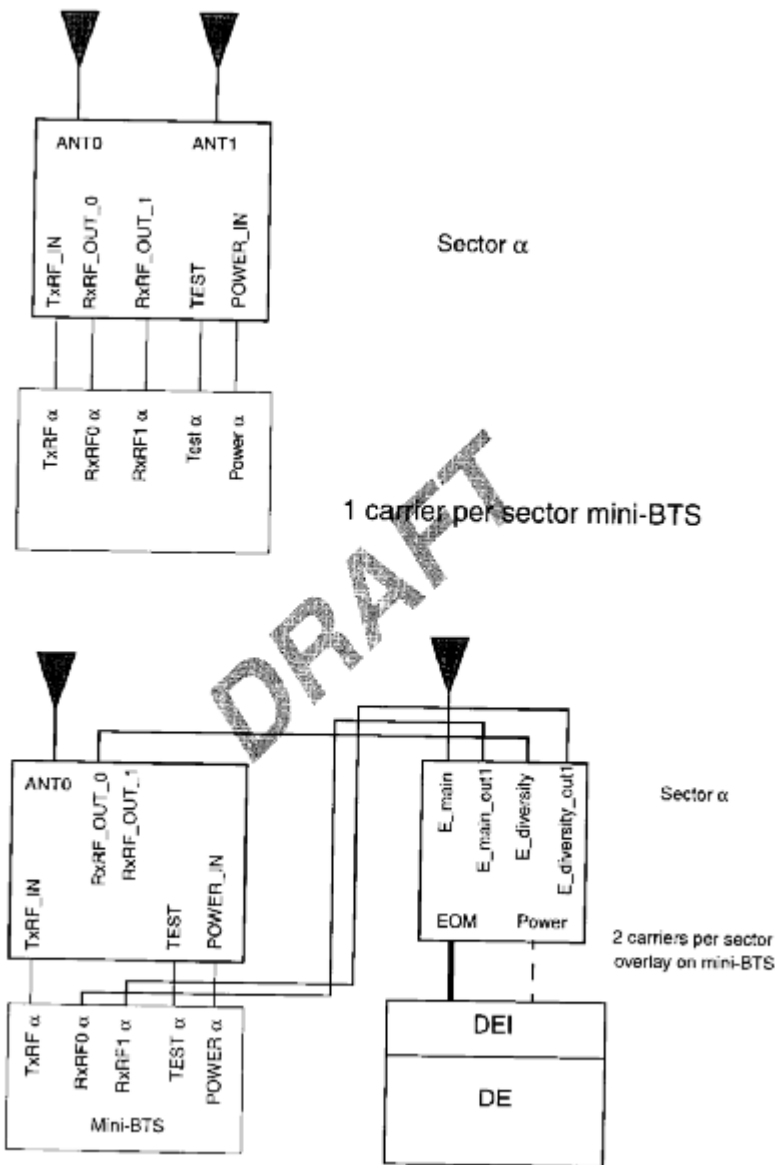 ANT0
ANT1
TxRF_IN
RxRF_OUT_0
RxRF_OUT_1
TEST
POWER_IN
Sector α
TxRF α
RxRF0 α
RxRF1 α
Test α
Power α
1 carrier per sector mini-BTS
DRAFT
ANT0
RxRF_OUT_0
RxRF_OUT_1
TxRF_IN
TEST
POWER_IN
E_main
E_main_out1
E_diversity
E_diversity_out1
Sector α
EOM
Power
2 carriers per sector
overlay on mini-BTS
TxRF α
RxRF0 α
RxRF1 α
TEST α
POWER α
Mini-BTS
DEI
DE